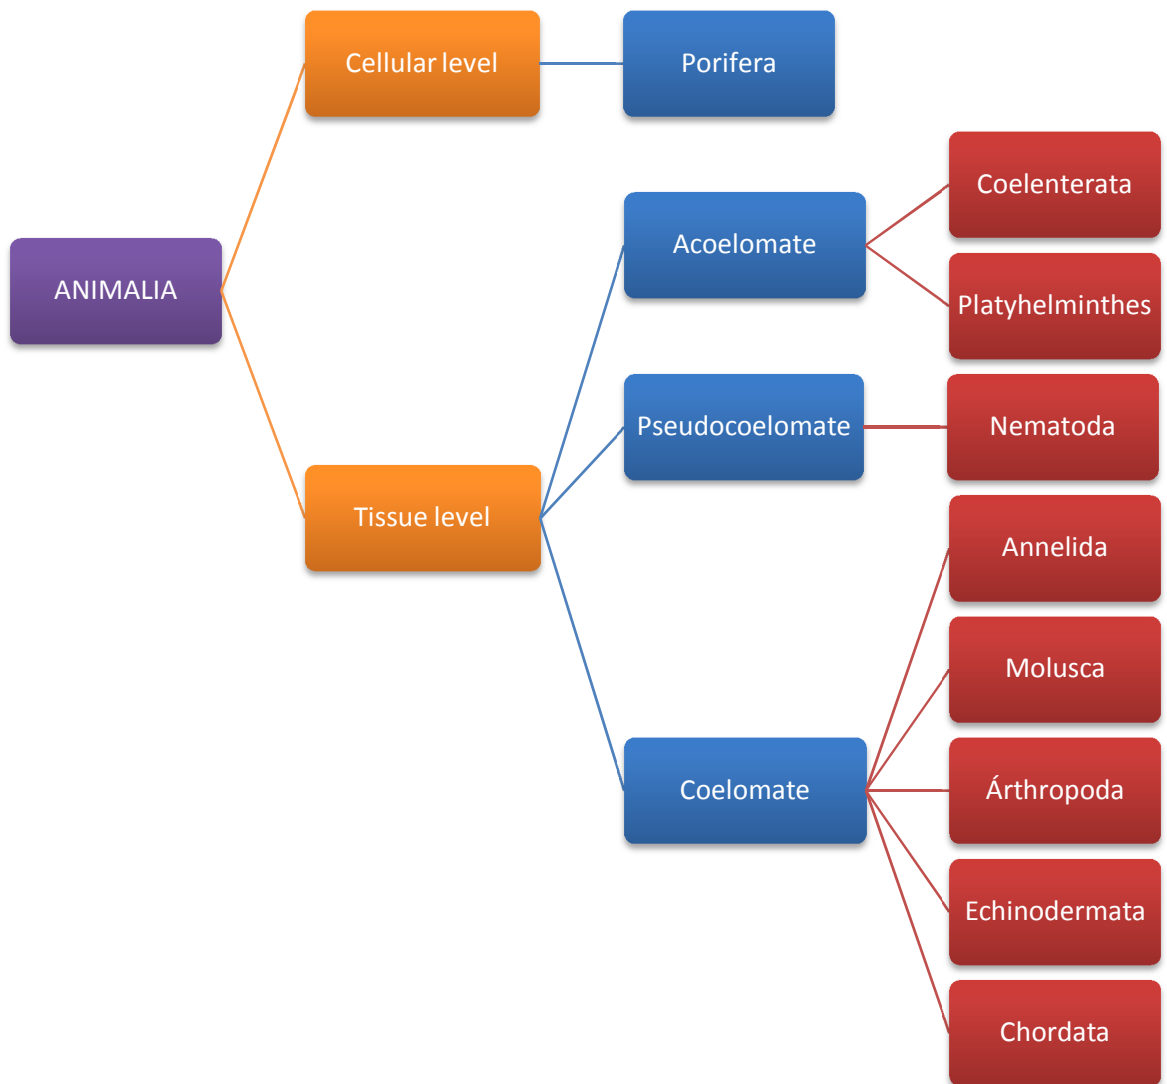 Cellular level
Porifera
Coelenterata
Acoelomate
ANIMALIA
Platyhelminthes
Pseudocoelomate
Nematoda
Tissue level
Annelida
Molusca
Coelomate
Árthropoda
Echinodermata
Chordata